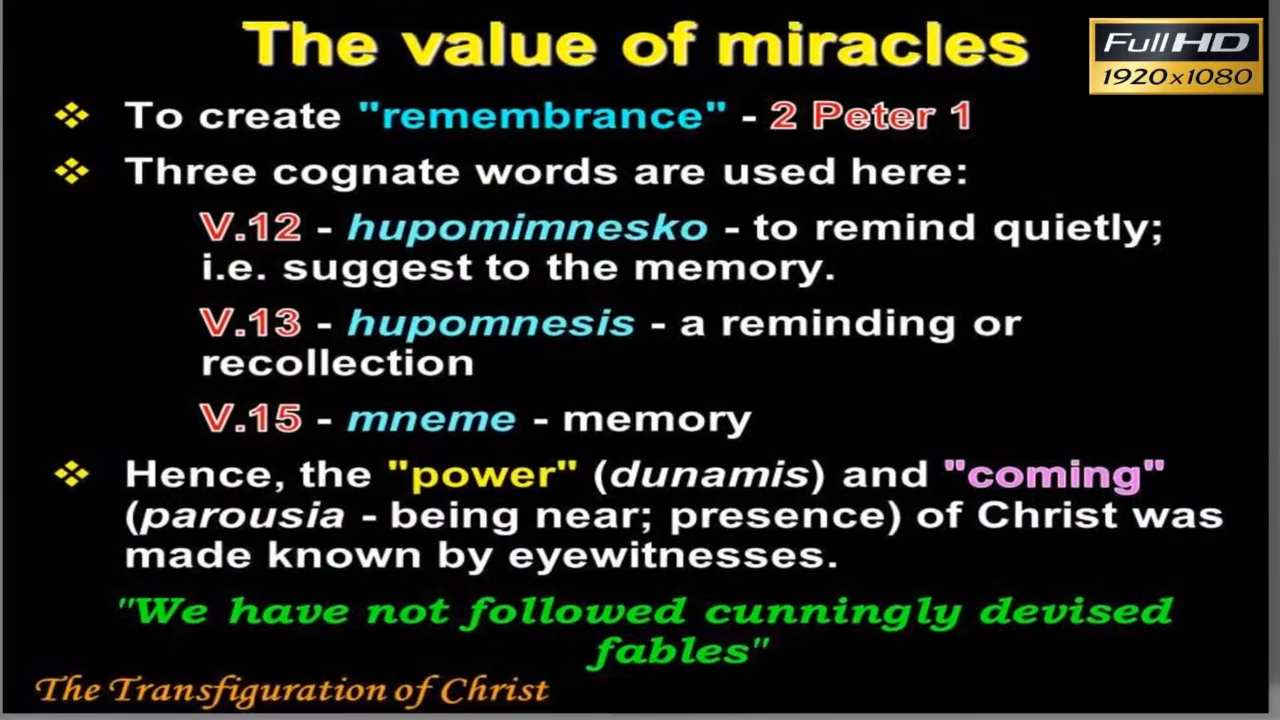 The value of miracles
Full HD
1920x1080
❖ To create "remembrance" - 2 Peter 1
❖ Three cognate words are used here:
V.12 - hupomimnesko - to remind quietly;
i.e. suggest to the memory.
V.13 - hupomnesis - a reminding or
recollection
V.15 - mneme - memory
❖ Hence, the "power" (dunamis) and "coming"
(parousia - being near; presence) of Christ was
made known by eyewitnesses.
"We have not followed cunningly devised
fables"
The Transfiguration of Christ